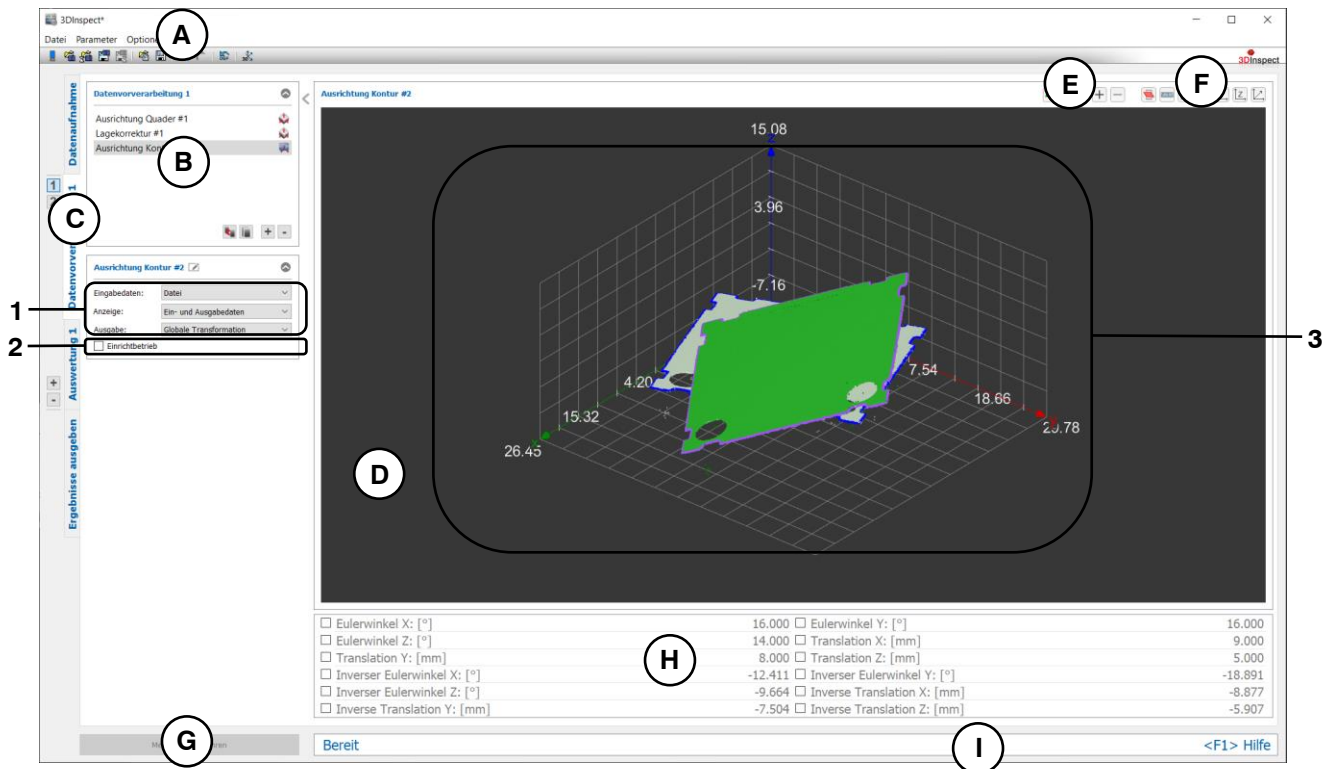 3DInspect*
Datei Parameter
A
3DInspect
E
F
Datenaufnahme
Datenvorverarbeitung 1
Ausrichtung Kontur #2
Ausrichtung Quader #1
Lagekorrektur #1
B
1
1
C
Ausrichtung Kontur #2
Eingabedaten: Datei
Anzeige: Ein- und Ausgabedaten
Ausgabe: Globale Transformation
Einrichtbetrieb
1
2
3
Auswertung 1
Ergebnisse ausgeben
15.08
Z
3.96
-7.16
4.20
15.32
26.45
7.54
18.66
29.78
D
Eulerwinkel X: [°] 16.000 Eulerwinkel Y: [°] 16.000
Eulerwinkel Z: [°] 14.000 Translation X: [mm] 9.000
Translation Y: [mm] 8.000 Translation Z: [mm] 5.000
Inverser Eulerwinkel X: [°] -12.411 Inverser Eulerwinkel Y: [°] -18.891
Inverser Eulerwinkel Z: [°] -9.664 Inverse Translation X: [mm] -8.877
Inverse Translation Y: [mm] -7.504 Inverse Translation Z: [mm] -5.907
H
G
Bereit
I
<F1> Hilfe